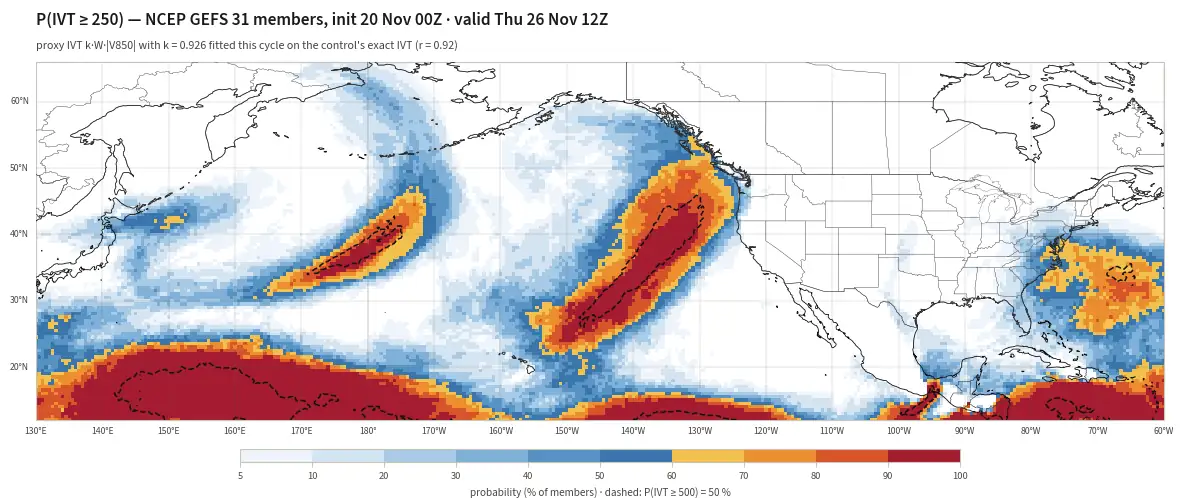 P(IVT ≥ 250) — NCEP GEFS 31 members, init 20 Nov 00Z · valid Thu 26 Nov 12Z
proxy IVT k·W·|V850| with k = 0.926 fitted this cycle on the control's exact IVT (r = 0.92)
60°N
50°N
40°N
30°N
20°N
130°E 140°E 150°E 160°E 170°E 180° 170°W 160°W 150°W 140°W 130°W 120°W 110°W 100°W 90°W 80°W 70°W 60°W
5 10 20 30 40 50 60 70 80 90 100
probability (% of members) · dashed: P(IVT ≥ 500) = 50 %